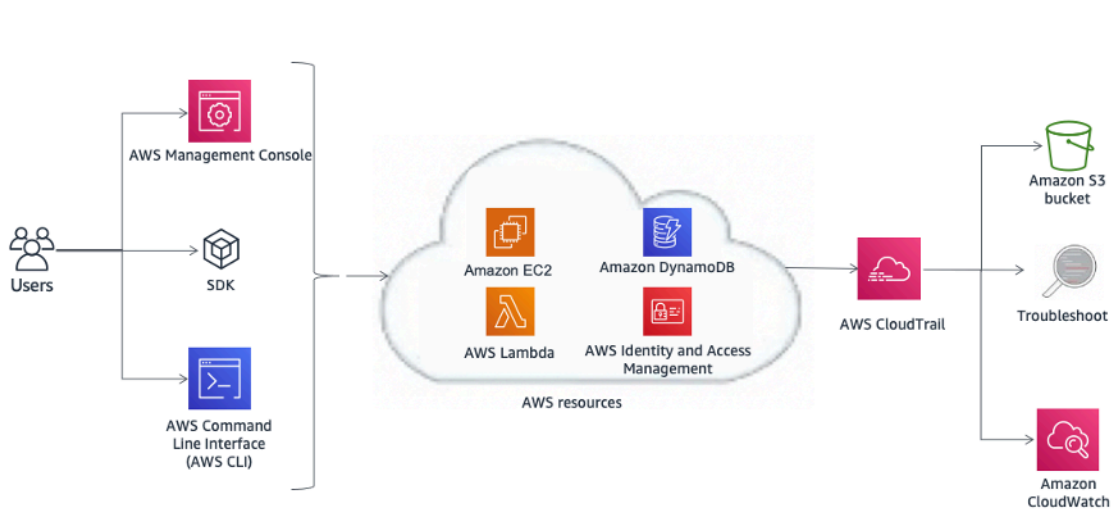 AWS Management Console
SDK
Users
AWS Command
Line Interface
(AWS CLI)
Amazon EC2
Amazon DynamoDB
AWS Lambda
AWS Identity and Access
Management
AWS resources
AWS CloudTrail
Amazon S3
bucket
Troubleshoot
Amazon
CloudWatch